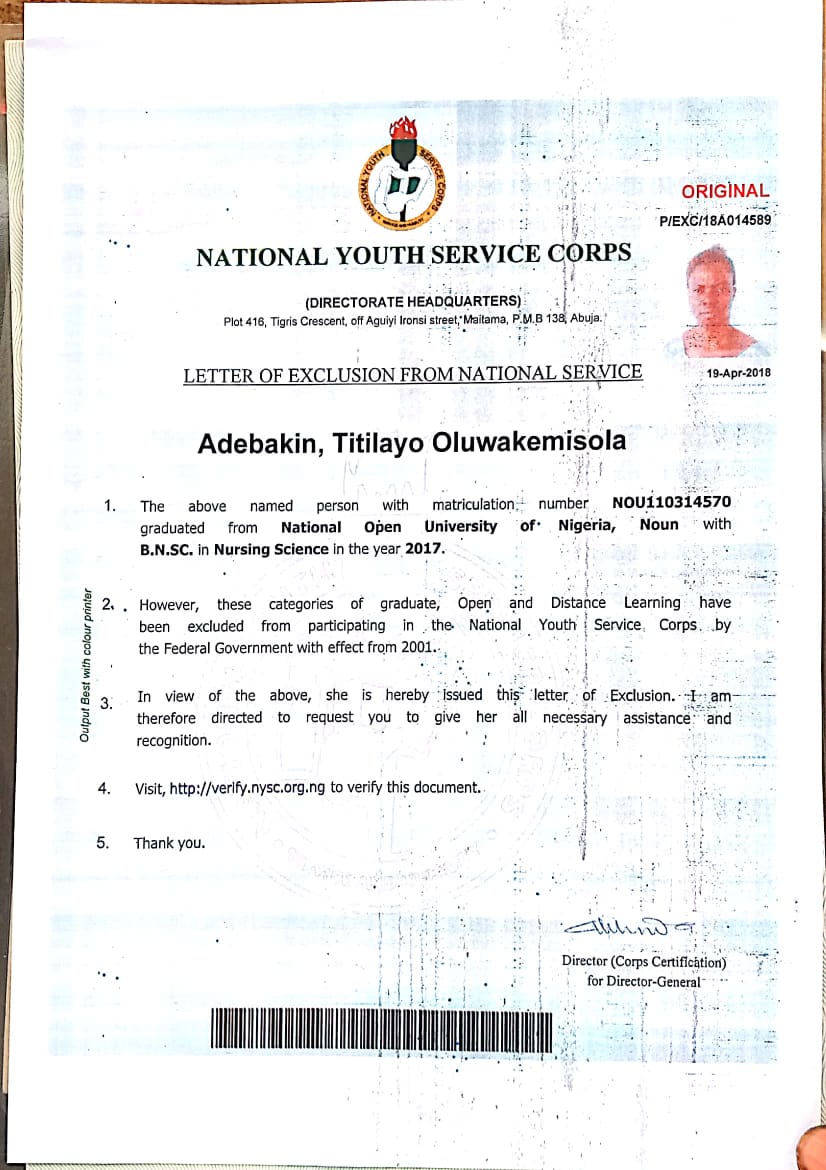 NATIONAL YOUTH SERVICE CORPS
ORIGINAL
P/EXC/18A014589
NATIONAL YOUTH SERVICE CORPS
(DIRECTORATE HEADQUARTERS)
Plot 416, Tigris Crescent, off Aguiyi Ironsi street, Maitama, P.M.B 138, Abuja.
LETTER OF EXCLUSION FROM NATIONAL SERVICE
19-Apr-2018
Adebakin, Titilayo Oluwakemisola
1. The above named person with matriculation number NOU110314570
graduated from National Open University of Nigeria, Noun with
B.N.SC. in Nursing Science in the year 2017.
2. However, these categories of graduate, Open and Distance Learning have
been excluded from participating in the National Youth Service Corps by
the Federal Government with effect from 2001.
3. In view of the above, she is hereby issued this letter of Exclusion. I am
therefore directed to request you to give her all necessary assistance and
recognition.
4. Visit, http://verify.nysc.org.ng to verify this document.
5. Thank you.
Output Best with colour printer
Director (Corps Certification)
for Director-General